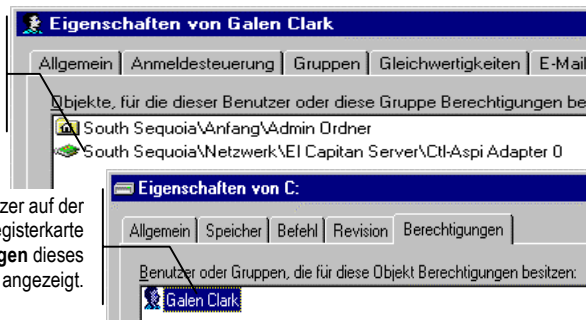 Eigenschaften von Galen Clark
Allgemein Anmeldesteuerung Gruppen Gleichwertigkeiten E-Mail
Objekte, für die dieser Benutzer oder diese Gruppe Berechtigungen be
South Sequoia\Anfang\Admin Ordner
South Sequoia\Netzwerk\El Capitan Server\Ctl-Aspi Adapter 0
Eigenschaften von C:
Allgemein Speicher Befehl Revision Berechtigungen
Benutzer oder Gruppen, die für diese Objekt Berechtigungen besitzen:
Galen Clark
zer auf der
egisterkarte
gen dieses
angezeigt.